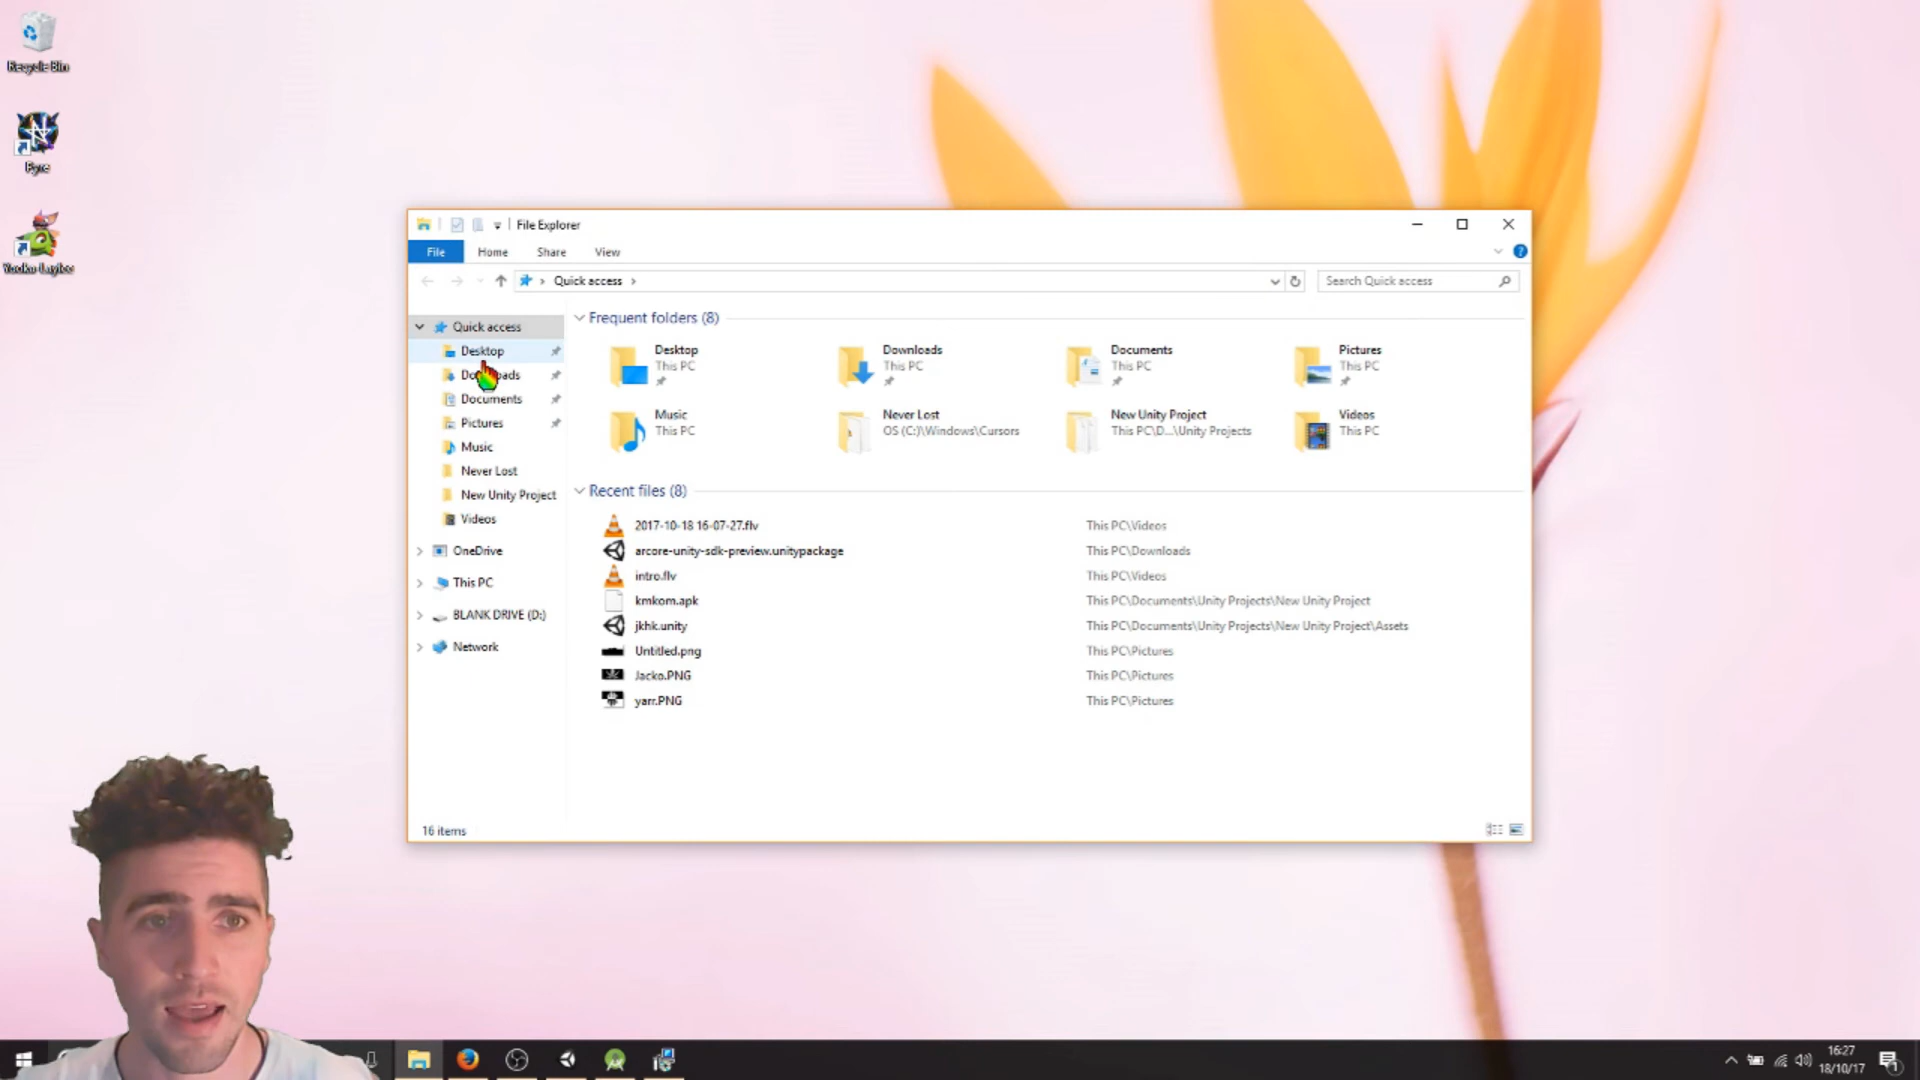 Recycle Bin
Pyre
Yooka-Laylee
File Explorer
File
Home
Share
View
Quick access
Search Quick access
Quick access
Desktop
Downloads
Documents
Pictures
Music
Never Lost
New Unity Project
Videos
OneDrive
This PC
BLANK DRIVE (D:)
Network
Frequent folders (8)
Desktop
This PC
Downloads
This PC
Documents
This PC
Pictures
This PC
Music
This PC
Never Lost
OS (C:)\Windows\Cursors
New Unity Project
This PC\D...\Unity Projects
Videos
This PC
Recent files (8)
2017-10-18 16-07-27.flv This PC\Videos
arcore-unity-sdk-preview.unitypackage This PC\Downloads
intro.flv This PC\Videos
kmkom.apk This PC\Documents\Unity Projects\New Unity Project
jkhk.unity This PC\Documents\Unity Projects\New Unity Project\Assets
Untitled.png This PC\Pictures
Jacko.PNG This PC\Pictures
yarr.PNG This PC\Pictures
16 items
16:27
18/10/17
1